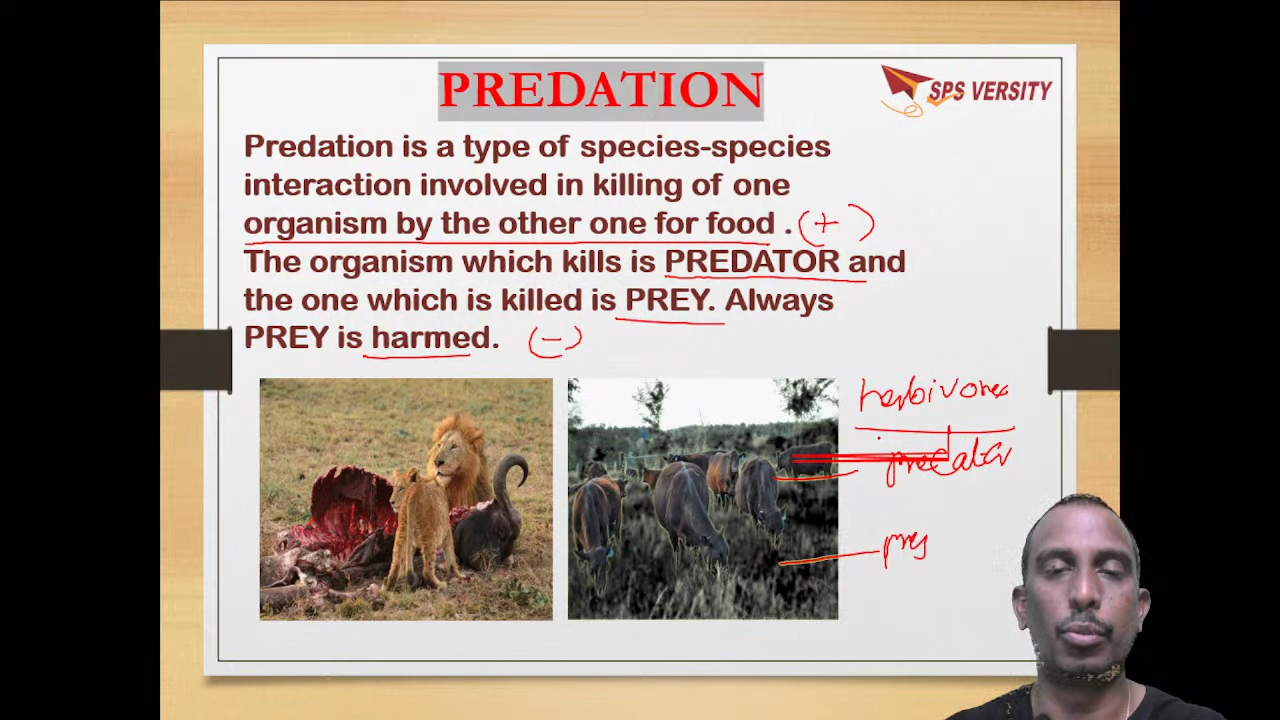 PREDATION
SPS VERSITY
Predation is a type of species-species
interaction involved in killing of one
organism by the other one for food . (+)
The organism which kills is PREDATOR and
the one which is killed is PREY. Always
PREY is harmed. (-)
herbivores
predator
prey